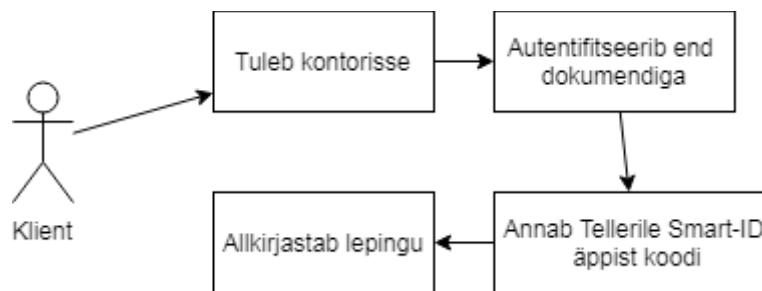 Klient
Tuleb kontorisse
Autentifitseerib end
dokumendiga
Annab Tellerile Smart-ID
äppist koodi
Allkirjastab lepingu